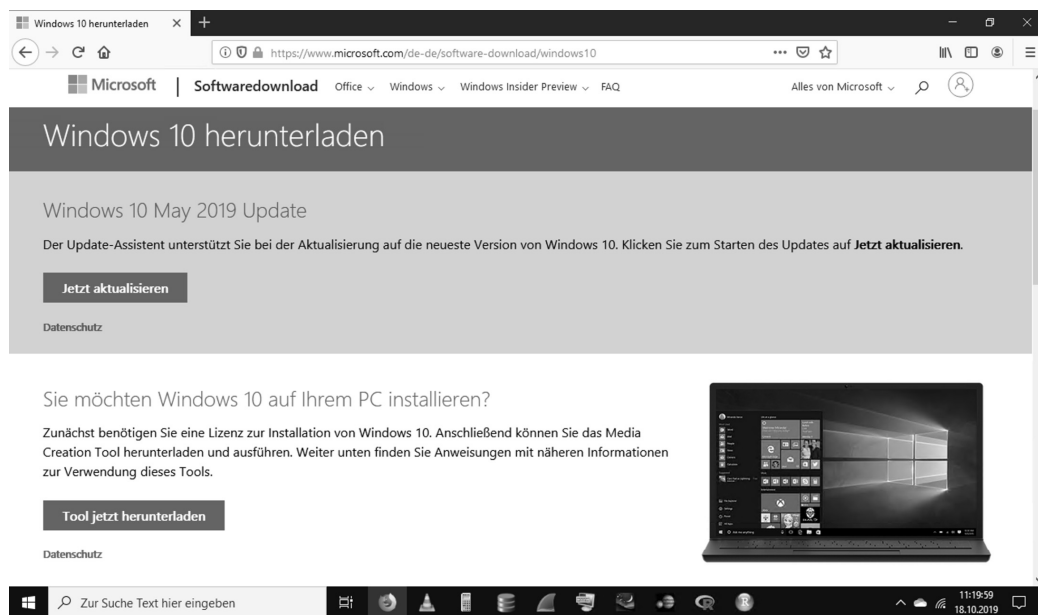 Windows 10 herunterladen
https://www.microsoft.com/de-de/software-download/windows10
Microsoft
Softwaredownload Office Windows Windows Insider Preview FAQ Alles von Microsoft
Windows 10 herunterladen
Windows 10 May 2019 Update
Der Update-Assistent unterstützt Sie bei der Aktualisierung auf die neueste Version von Windows 10. Klicken Sie zum Starten des Updates auf Jetzt aktualisieren.
Jetzt aktualisieren
Datenschutz
Sie möchten Windows 10 auf Ihrem PC installieren?
Zunächst benötigen Sie eine Lizenz zur Installation von Windows 10. Anschließend können Sie das Media
Creation Tool herunterladen und ausführen. Weiter unten finden Sie Anweisungen mit näheren Informationen
zur Verwendung dieses Tools.
Tool jetzt herunterladen
Datenschutz
Zur Suche Text hier eingeben
11:19:59
18.10.2019